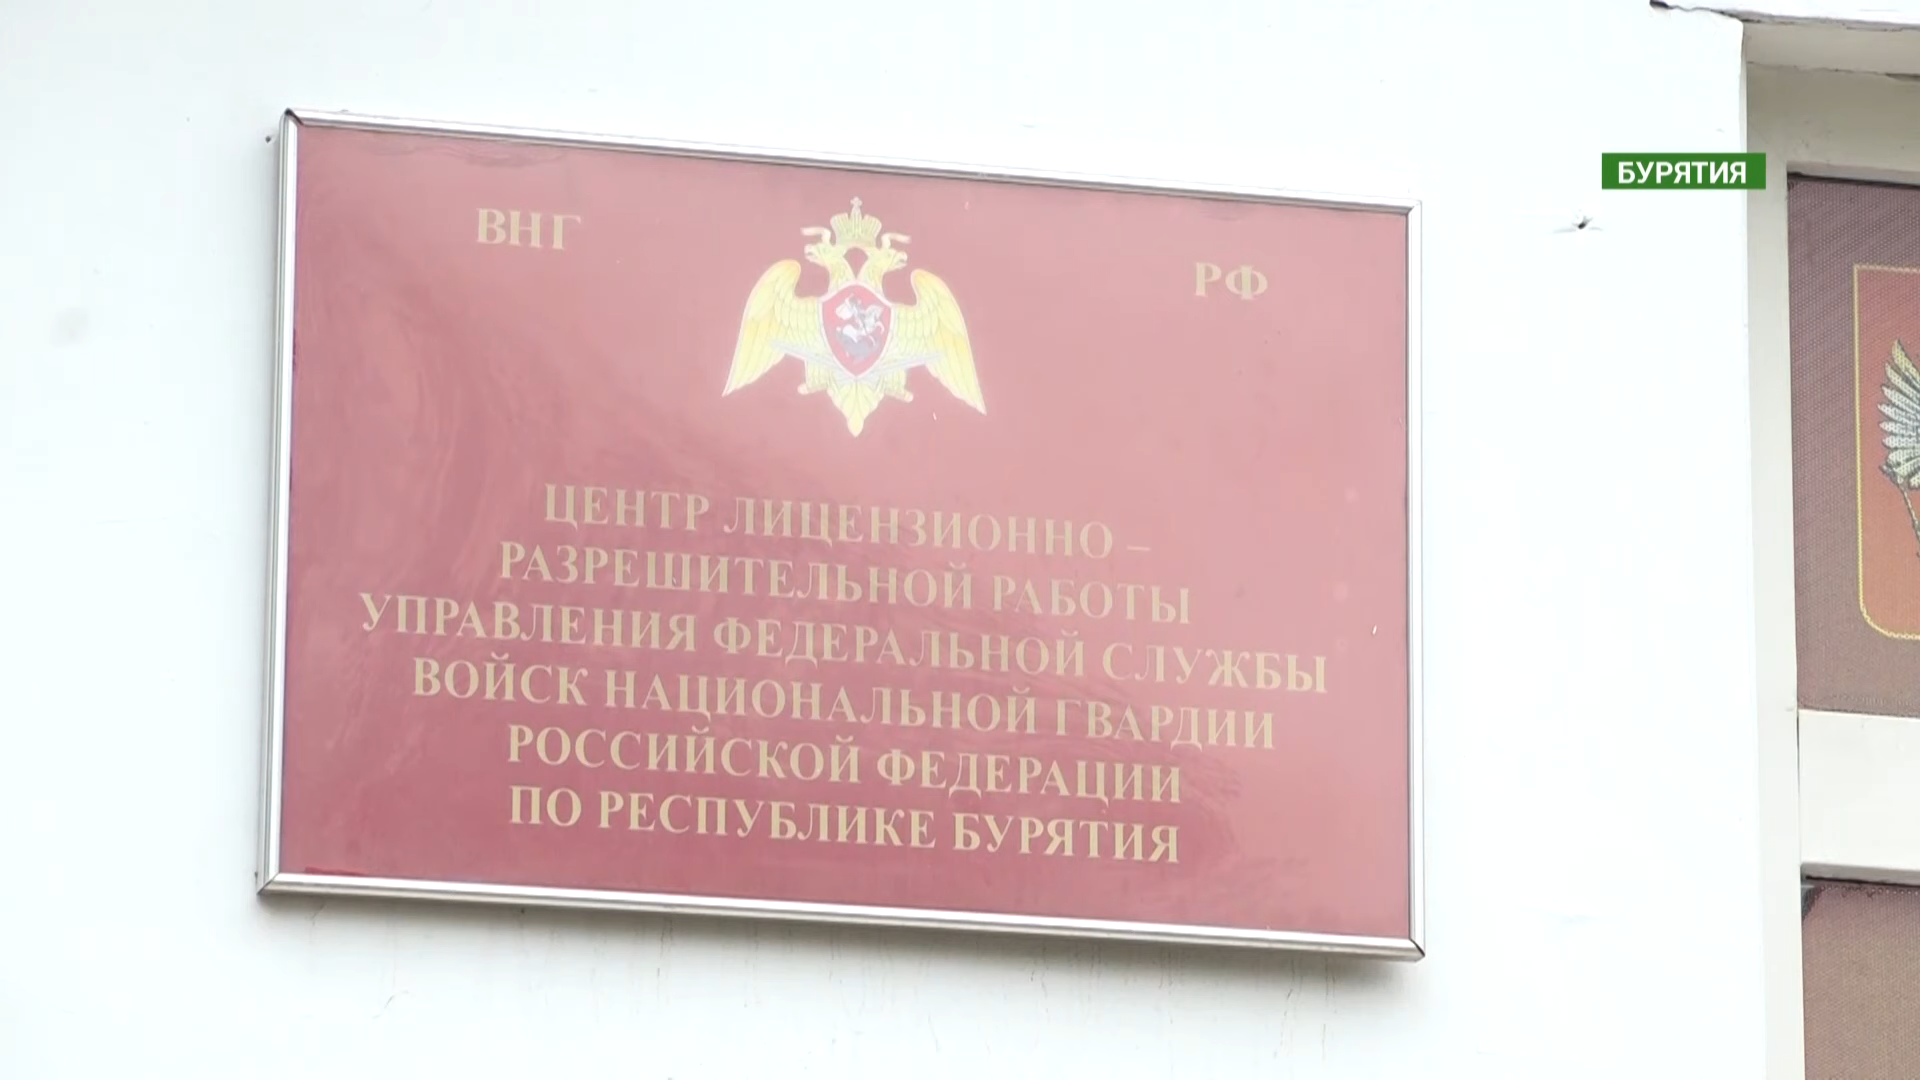 БУРЯТИЯ
ВНГ РФ
ЦЕНТР ЛИЦЕНЗИОННО –
РАЗРЕШИТЕЛЬНОЙ РАБОТЫ
УПРАВЛЕНИЯ ФЕДЕРАЛЬНОЙ СЛУЖБЫ
ВОЙСК НАЦИОНАЛЬНОЙ ГВАРДИИ
РОССИЙСКОЙ ФЕДЕРАЦИИ
ПО РЕСПУБЛИКЕ БУРЯТИЯ